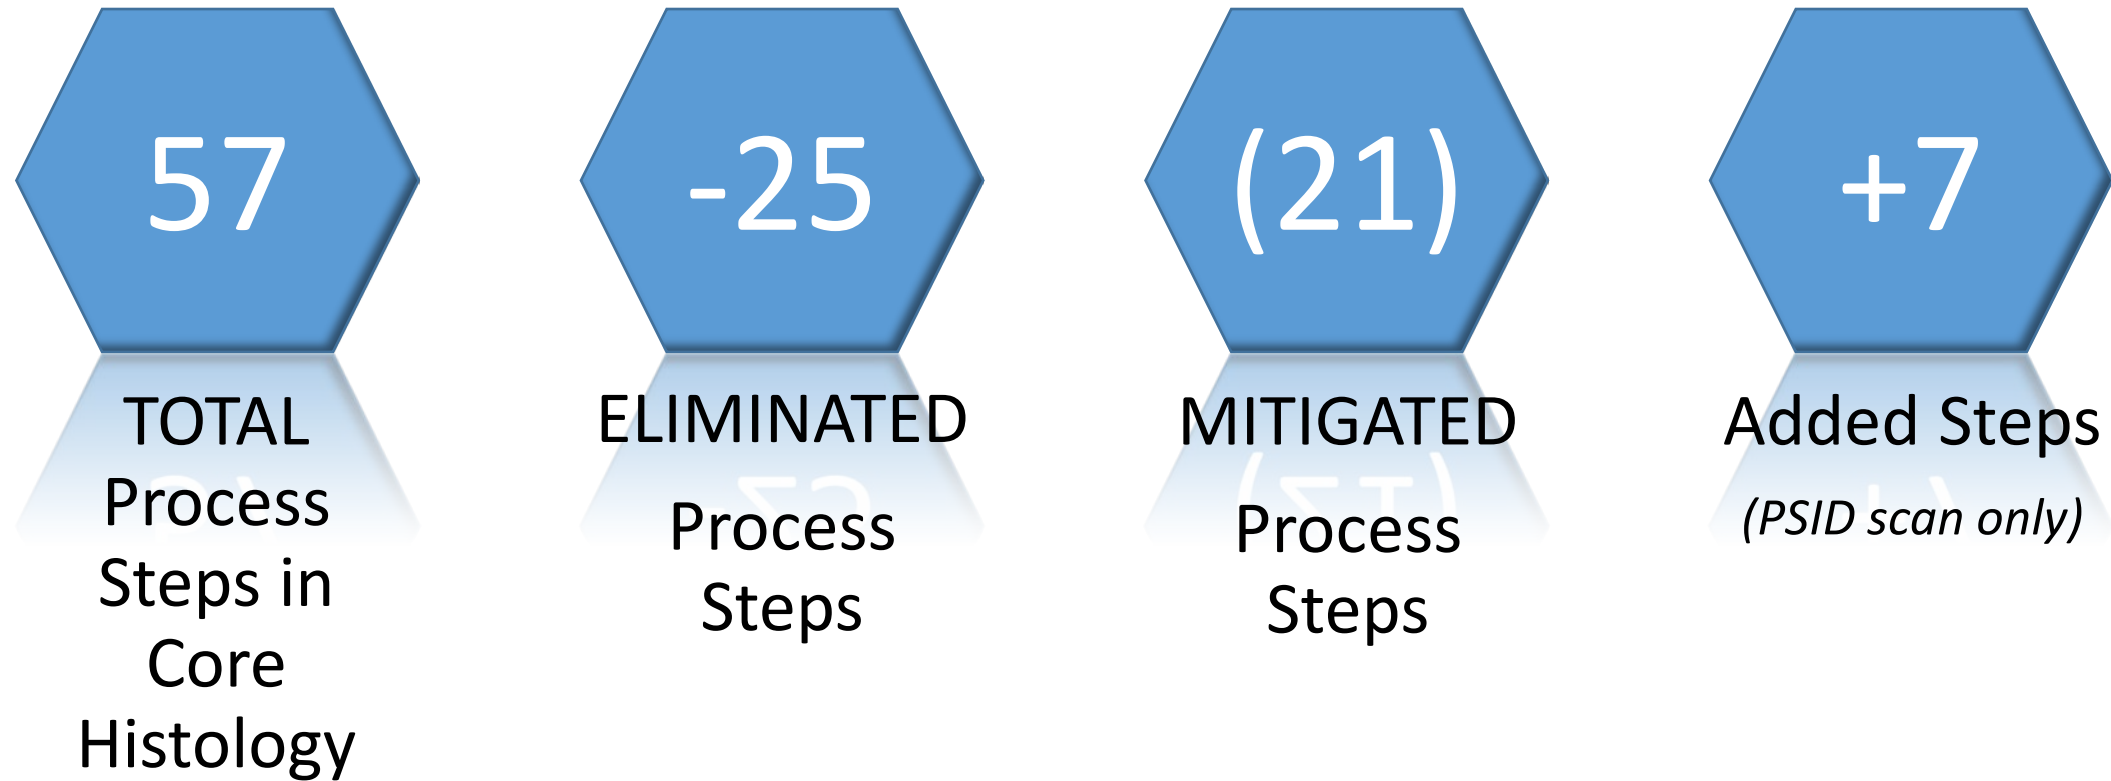 57
TOTAL
Process
Steps in
Core
Histology
-25
ELIMINATED
Process
Steps
(21)
MITIGATED
Process
Steps
+7
Added Steps
(PSID scan only)